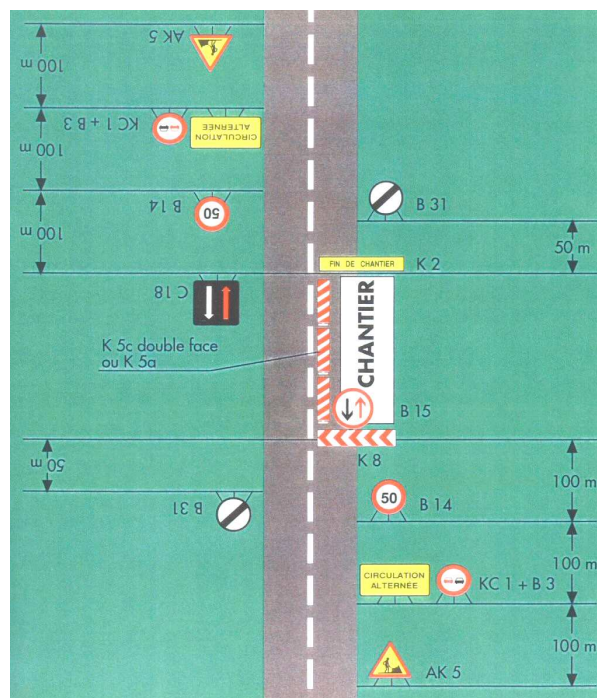 AK 5
100 m
KC 1 + B 3
CIRCULATION
ALTERNÉE
100 m
B 14
50
100 m
B 31
50 m
FIN DE CHANTIER
K 2
C 18
K 5c double face
ou K 5a
CHANTIER
B 15
K 8
50 m
B 31
100 m
50
B 14
100 m
CIRCULATION
ALTERNÉE
KC 1 + B 3
100 m
AK 5